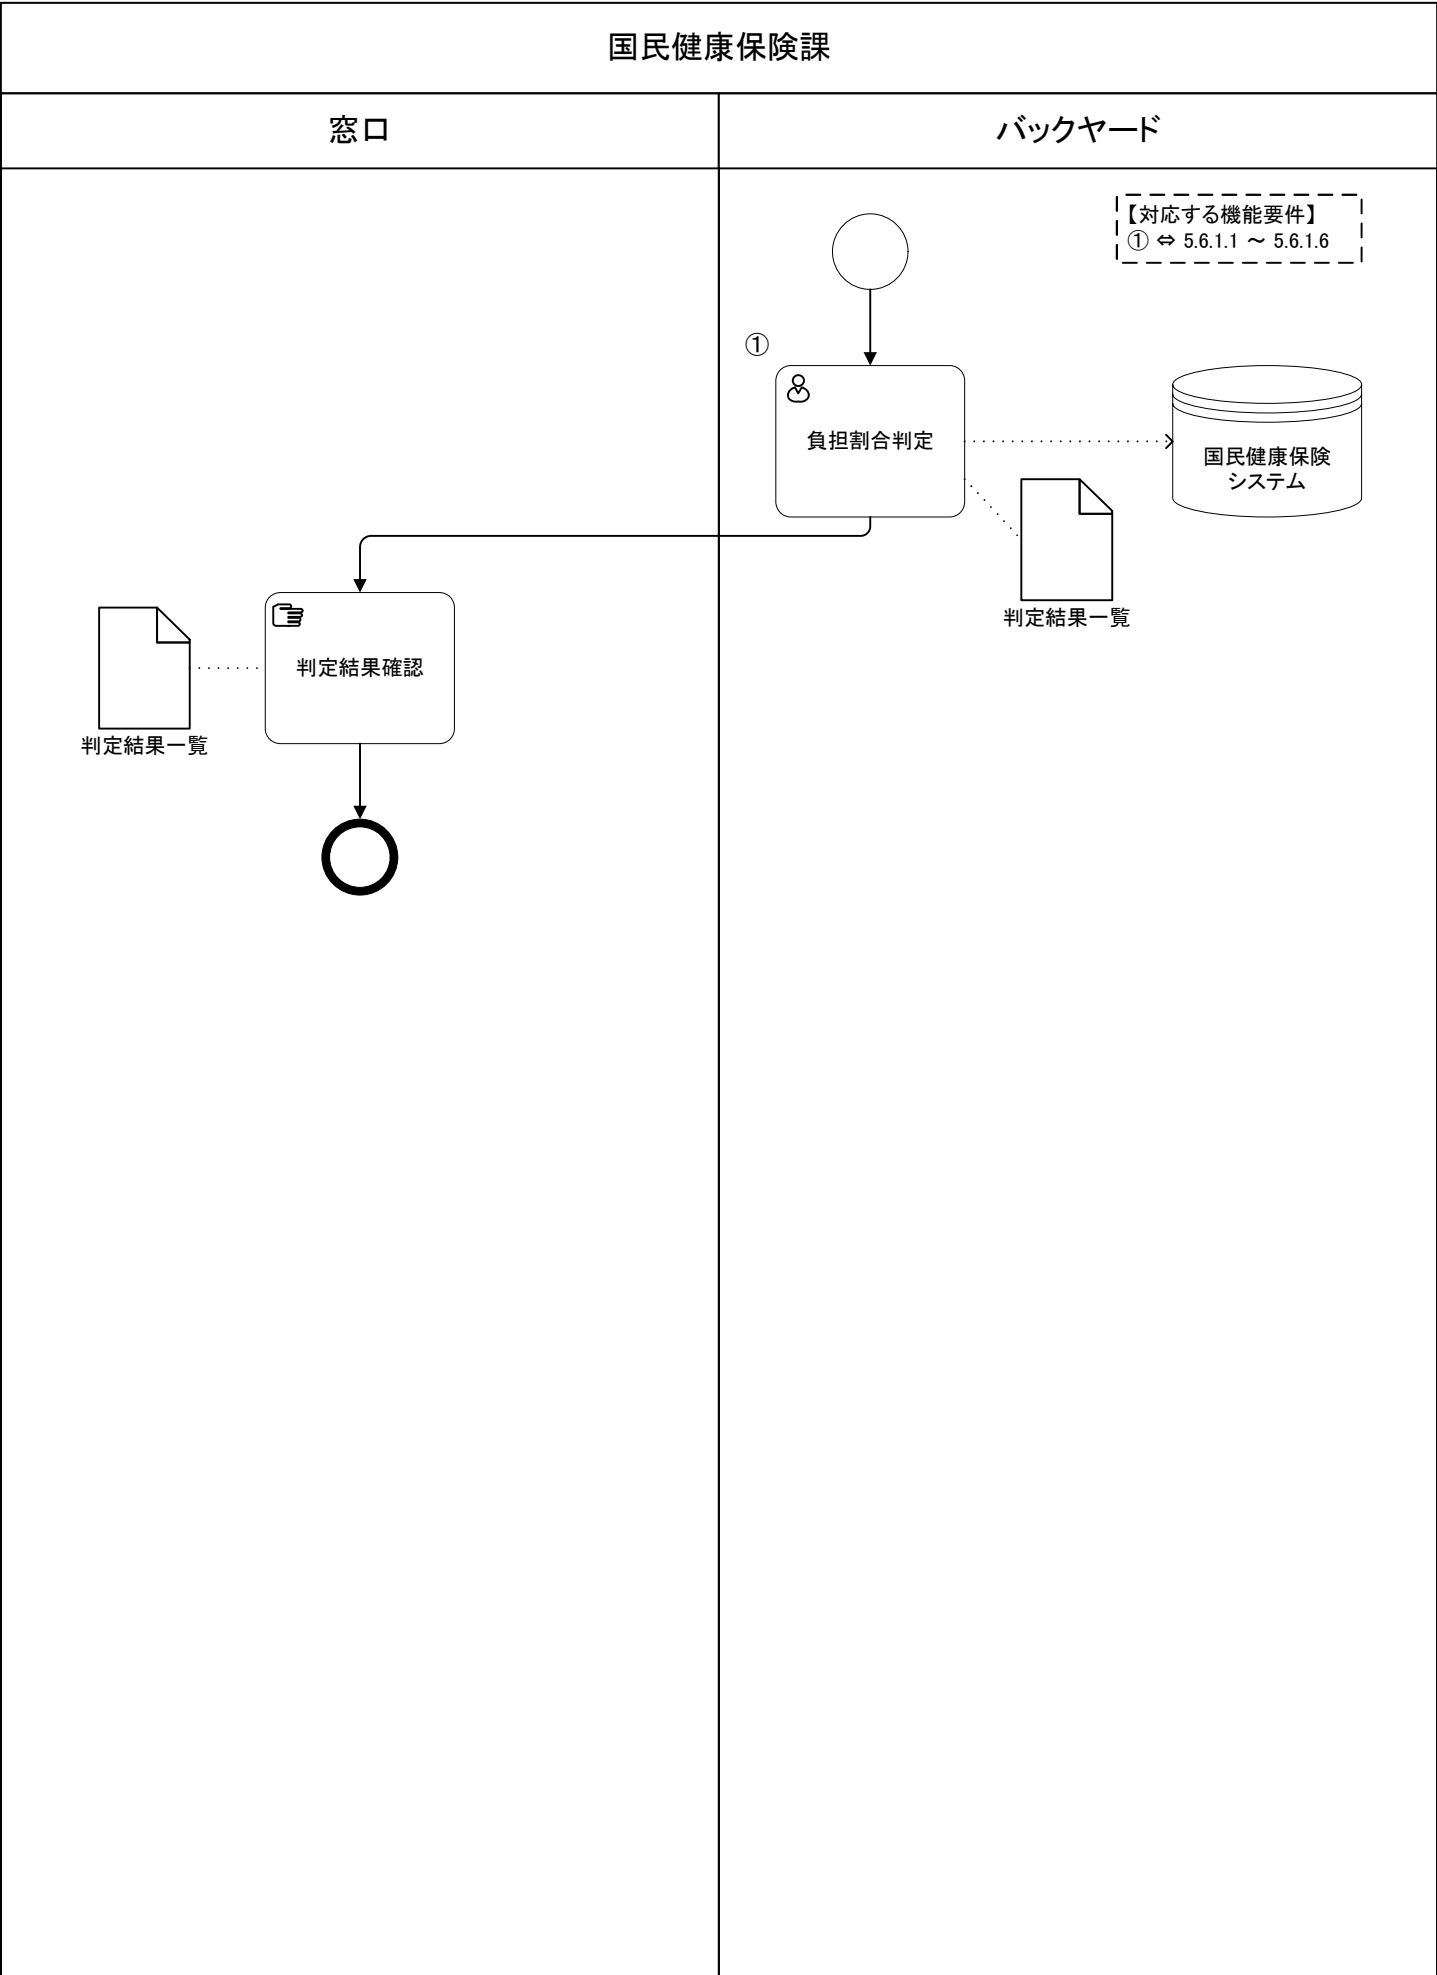 国民健康保険課
窓口
バックヤード
【対応する機能要件】
① ⇔ 5.6.1.1 ～ 5.6.1.6
①
負担割合判定
国民健康保険
システム
判定結果一覧
判定結果確認
判定結果一覧